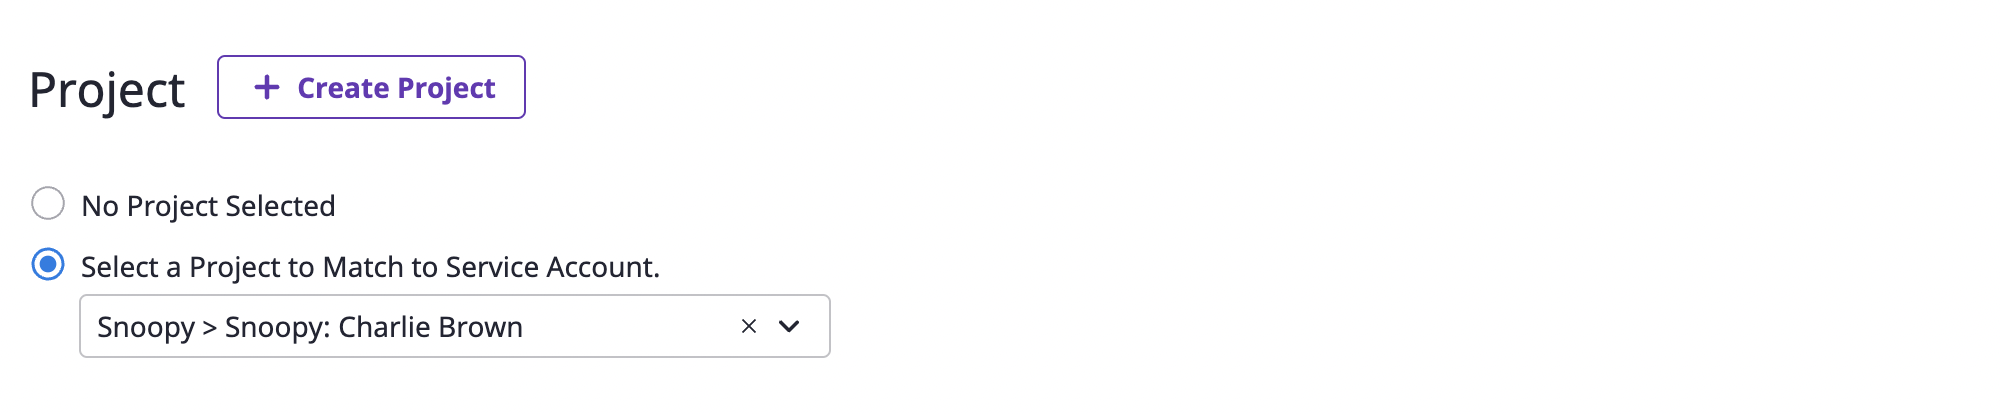 Project
+ Create Project
No Project Selected
Select a Project to Match to Service Account.
Snoopy > Snoopy: Charlie Brown